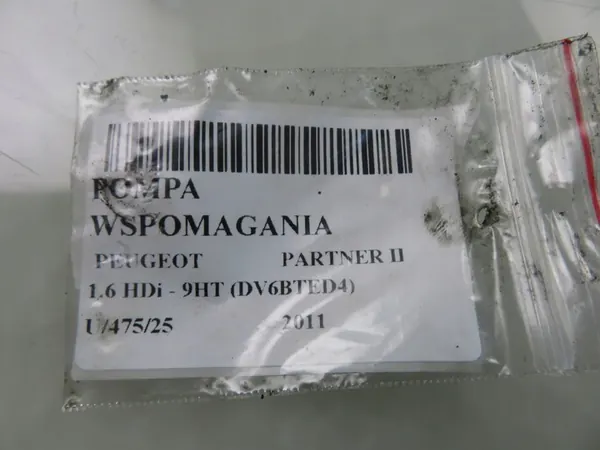 POMPA
WSPOMAGANIA
PEUGEOT PARTNER II
1.6 HDi - 9HT (DV6BTED4)
U/475/25 2011